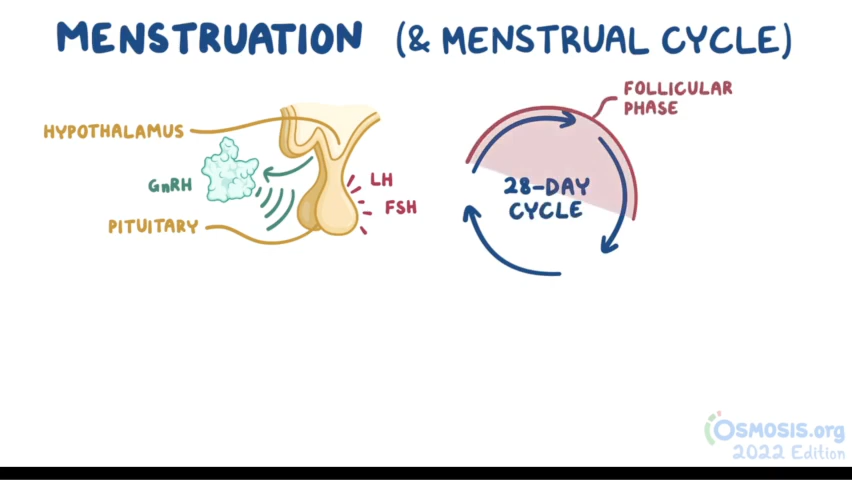 MENSTRUATION (& MENSTRUAL CYCLE)
FOLLICULAR
PHASE
HYPOTHALAMUS
GnRH
LH
FSH
PITUITARY
28-DAY
CYCLE
OSMOSIS.org
2022 Edition